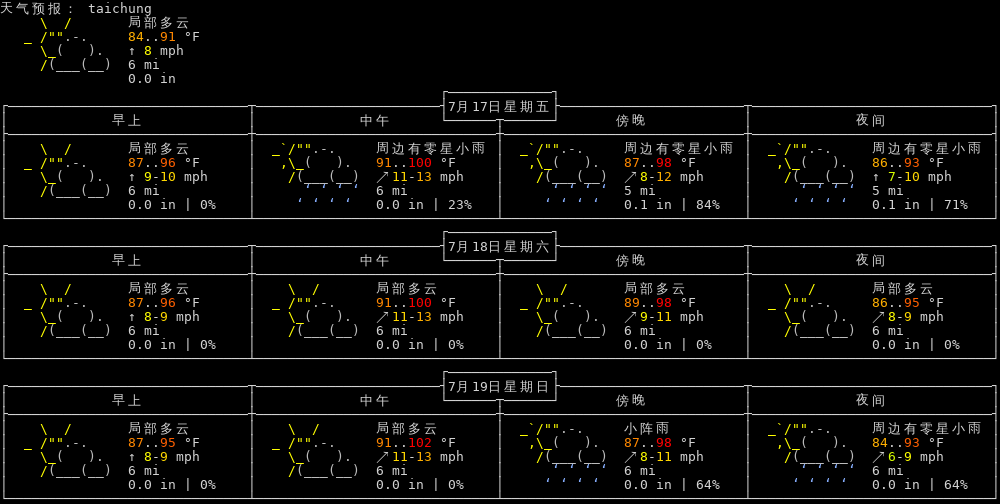 天气预报： taichung
局部多云
84..91 °F
↑ 8 mph
6 mi
0.0 in
7月17日星期五
早上 中午 傍晚 夜间
局部多云 周边有零星小雨 周边有零星小雨 周边有零星小雨
87..96 °F 91..100 °F 87..98 °F 86..93 °F
↑ 9-10 mph ↗ 11-13 mph ↗ 8-12 mph ↑ 7-10 mph
6 mi 6 mi 5 mi 5 mi
0.0 in | 0% 0.0 in | 23% 0.1 in | 84% 0.1 in | 71%
7月18日星期六
早上 中午 傍晚 夜间
局部多云 局部多云 局部多云 局部多云
87..96 °F 91..100 °F 89..98 °F 86..95 °F
↑ 8-9 mph ↗ 11-13 mph ↗ 9-11 mph ↗ 8-9 mph
6 mi 6 mi 6 mi 6 mi
0.0 in | 0% 0.0 in | 0% 0.0 in | 0% 0.0 in | 0%
7月19日星期日
早上 中午 傍晚 夜间
局部多云 局部多云 小阵雨 周边有零星小雨
87..95 °F 91..102 °F 87..98 °F 84..93 °F
↑ 8-9 mph ↗ 11-13 mph ↗ 8-11 mph ↗ 6-9 mph
6 mi 6 mi 6 mi 6 mi
0.0 in | 0% 0.0 in | 0% 0.0 in | 64% 0.0 in | 64%